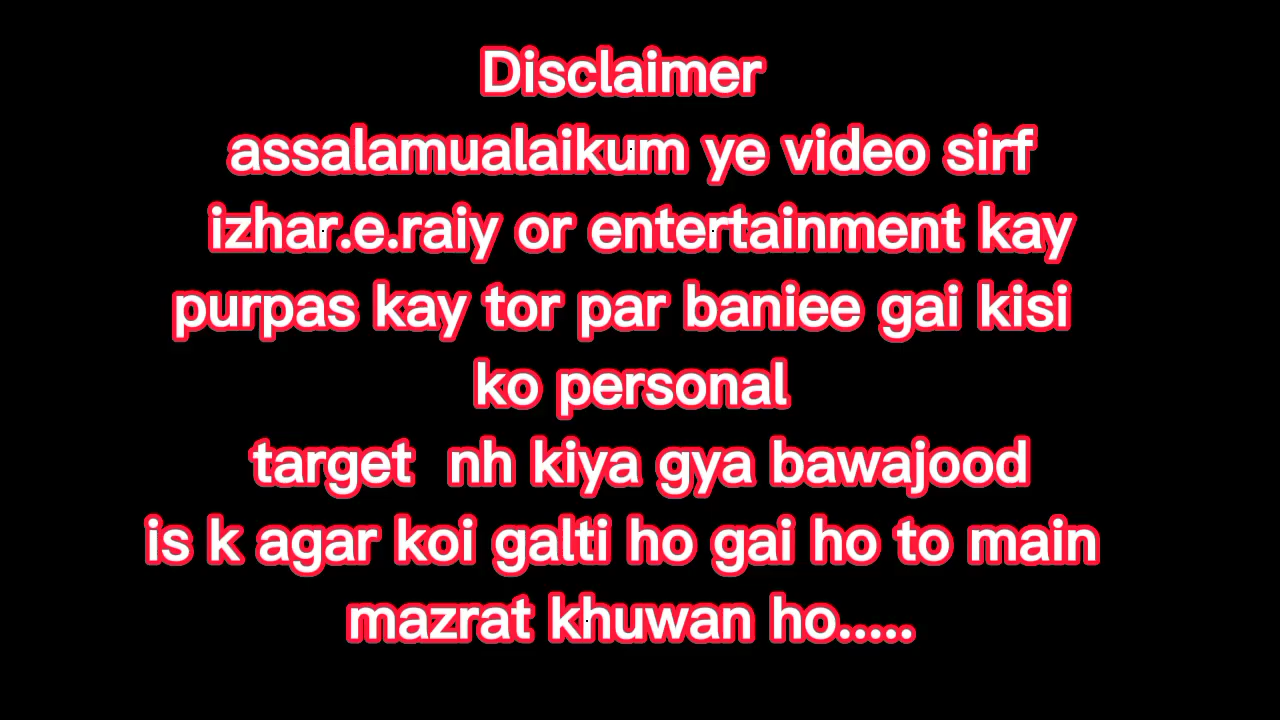 Disclaimer
assalamualaikum ye video sirf
izhar.e.raiy or entertainment kay
purpas kay tor par baniee gai kisi
ko personal
target nh kiya gya bawajood
is k agar koi galti ho gai ho to main
mazrat khuwan ho.....